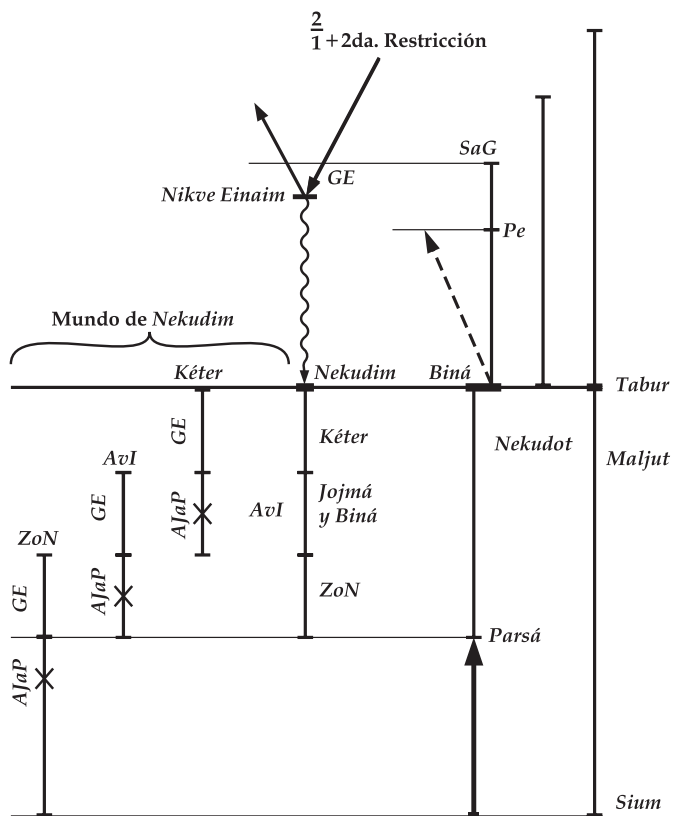 2/1 + 2da. Restricción
SaG
GE
Nikve Einaim
Pe
Mundo de Nekudim
Kéter
Nekudim
Biná
Tabur
GE
Kéter
Nekudot
Maljut
AvI
GE
AJaP
AvI
Jojmá
y Biná
ZoN
GE
AJaP
ZoN
Parsá
AJaP
Sium